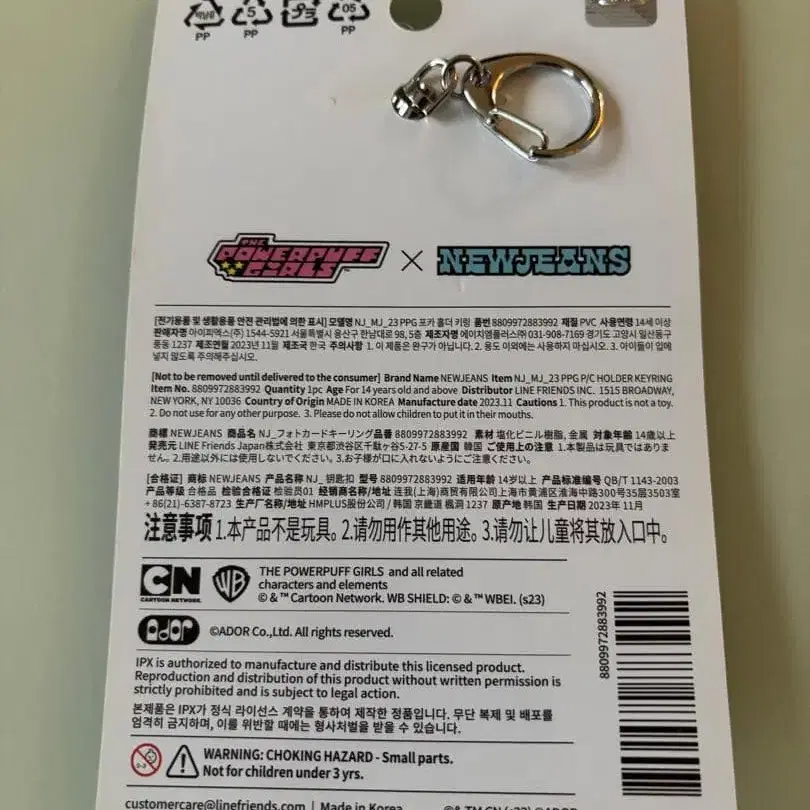 5
05
PP
PP
PP
THE POWERPUFF GIRLS™ × NEWJEANS
[전기용품 및 생활용품 안전 관리법에 의한 표시] 모델명 NJ_MJ_23 PPG 포카 홀더 키링 품번 8809972883992 재질 PVC 사용연령 14세 이상
판매자명 아이피엑스(주) 1544-5921 서울특별시 용산구 한남대로 98, 5층 제조자명 에이치엠플러스㈜ 031-908-7169 경기도 고양시 일산동구
풍동 1237 제조연월 2023년 11월 제조국 한국 주의사항 1. 이 제품은 완구가 아닙니다. 2. 용도 이외에는 사용하지 마십시오. 3. 아이들이 입에
넣지 않도록 주의해주십시오.
[Not to be removed until delivered to the consumer] Brand Name NEWJEANS Item NJ_MJ_23 PPG P/C HOLDER KEYRING
Item No. 8809972883992 Quantity 1pc Age For 14 years old and above Distributor LINE FRIENDS INC. 1515 BROADWAY,
NEW YORK, NY 10036 Country of Origin MADE IN KOREA Manufacture date 2023.11 Cautions 1. This product is not a toy.
2. Do not use for any other purpose. 3. Please do not allow children to put it in their mouths.
商標 NEWJEANS 商品名 NJ_フォトカードキーリング 品番 8809972883992 素材 塩化ビニル樹脂, 金属 対象年齢 14歳以上
発売元 LINE Friends Japan株式会社 東京都渋谷区千駄ヶ谷5-27-5 原産国 韓国 ご使用上の注意 1.本製品は玩具ではありま
せん。2.用途以外には使用しないでください。3.お子様が口に入れないようにご注意ください。
[合格证] 商标 NEWJEANS 产品名称 NJ_钥匙扣 型号 8809972883992 适用年龄 14岁以上 产品标准编号 QB/T 1143-2003
产品等级 合格品 检验合格证 检验员01 经销商名称/地址 连我(上海)商贸有限公司上海市黄浦区淮海中路300号35层3503室
+ 86(21)-6387-8723 生产厂名称/地址 HMPLUS股份公司 / 韩国 京畿道 楓洞 1237 原产地 韩国 生产日期 2023年 11月
注意事项 1.本产品不是玩具。2.请勿用作其他用途。3.请勿让儿童将其放入口中。
CN WB THE POWERPUFF GIRLS and all related
CARTOON NETWORK. characters and elements
© & ™ Cartoon Network. WB SHIELD: © & ™ WBEI. (s23)
ador ©ADOR Co.,Ltd. All rights reserved.
8809972883992
IPX is authorized to manufacture and distribute this licensed product.
Reproduction and distribution of this product without written permission is
strictly prohibited and is subject to legal action.
본제품은 IPX가 정식 라이선스 계약을 통하여 제작한 정품입니다. 무단 복제 및 배포를
엄격히 금지하며, 이를 위반할 때에는 형사처벌을 받을 수 있습니다.
0-3 WARNING: CHOKING HAZARD - Small parts.
Not for children under 3 yrs.
customercare@linefriends.com | Made in Korea